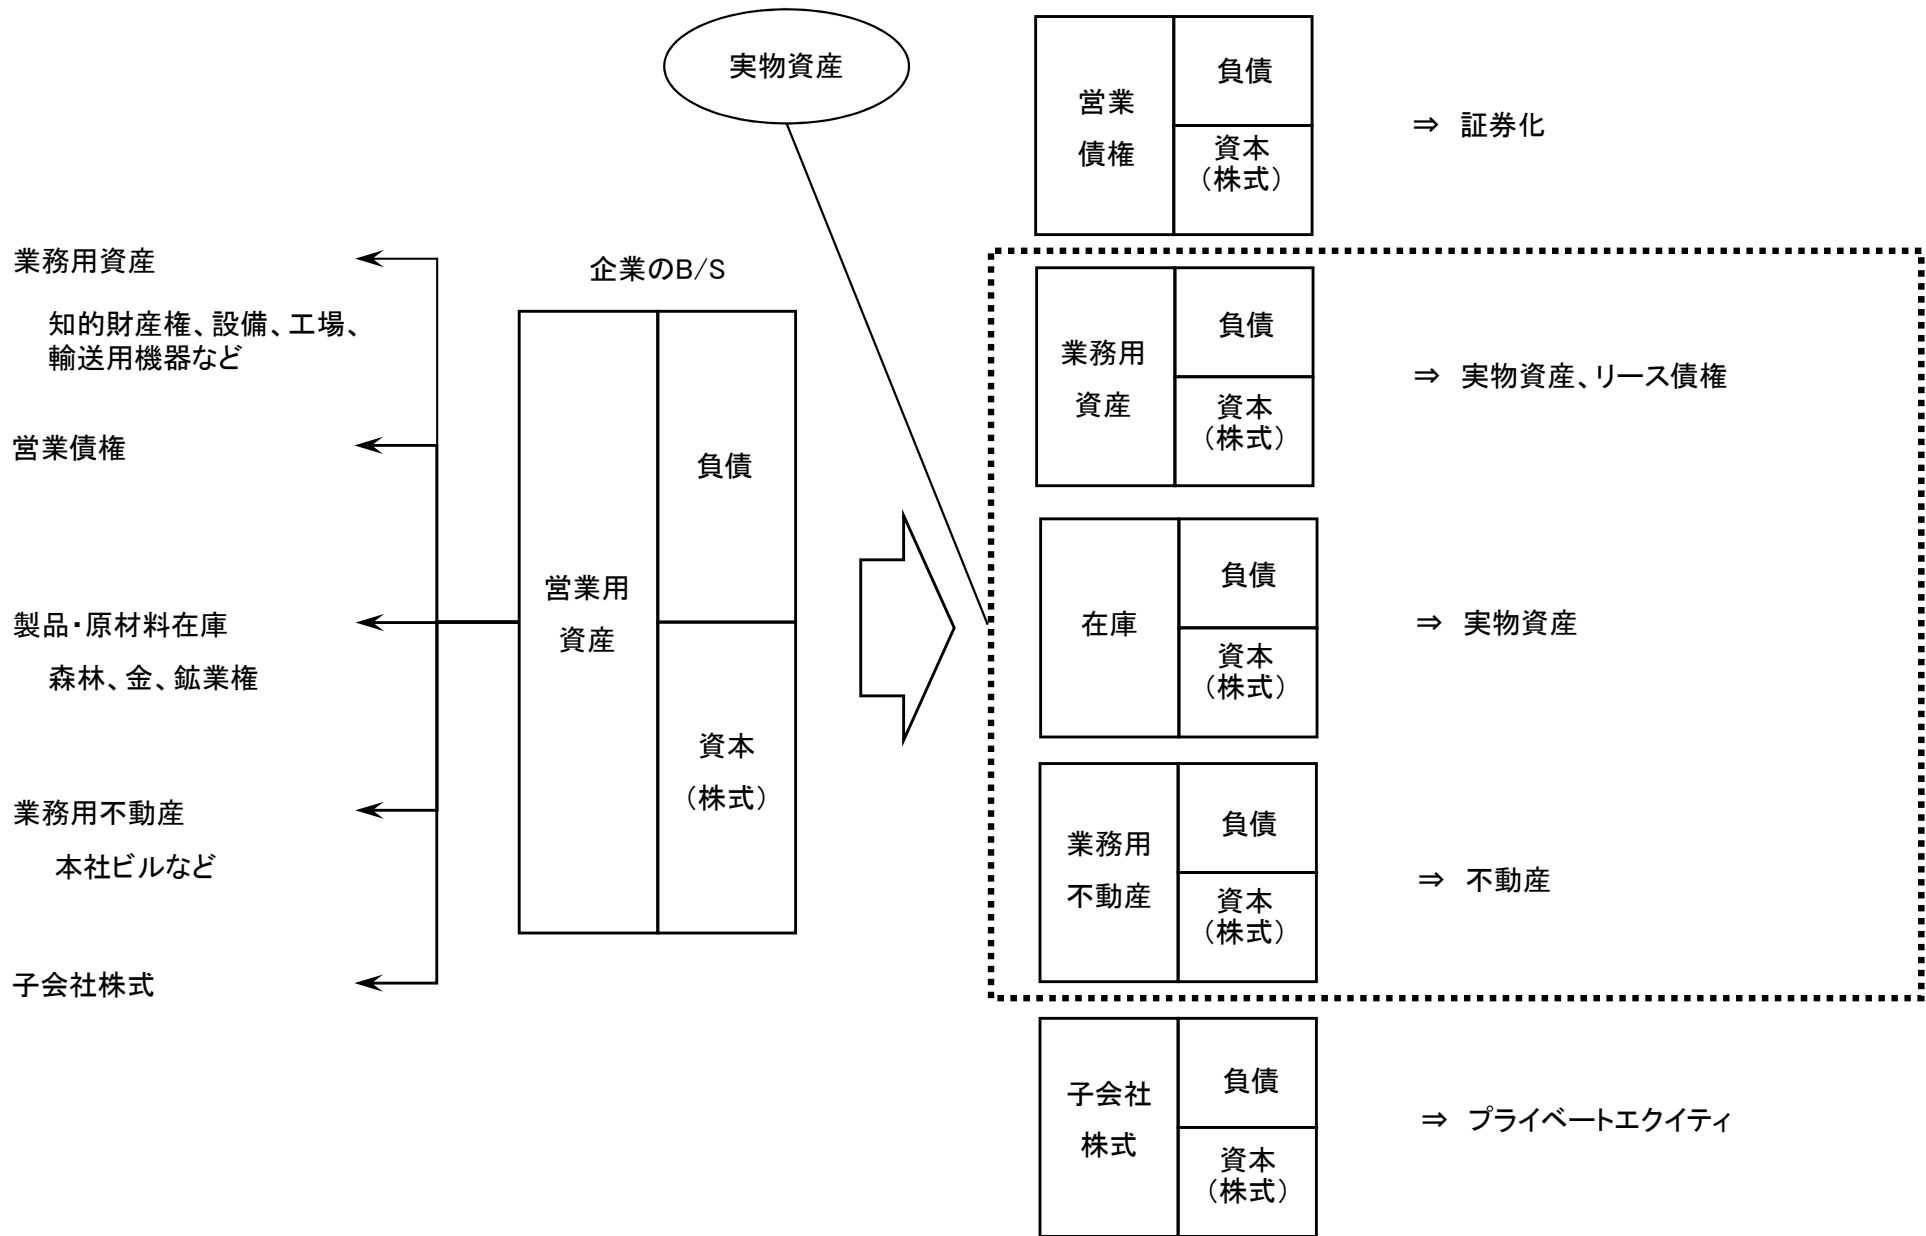 実物資産
業務用資産
知的財産権、設備、工場、
輸送用機器など
営業債権
製品・原材料在庫
森林、金、鉱業権
業務用不動産
本社ビルなど
子会社株式
企業のB/S
営業用
資産
負債
資本
（株式）
営業
債権
負債
資本
（株式）
⇒ 証券化
業務用
資産
負債
資本
（株式）
⇒ 実物資産、リース債権
在庫
負債
資本
（株式）
⇒ 実物資産
業務用
不動産
負債
資本
（株式）
⇒ 不動産
子会社
株式
負債
資本
（株式）
⇒ プライベートエクイティ